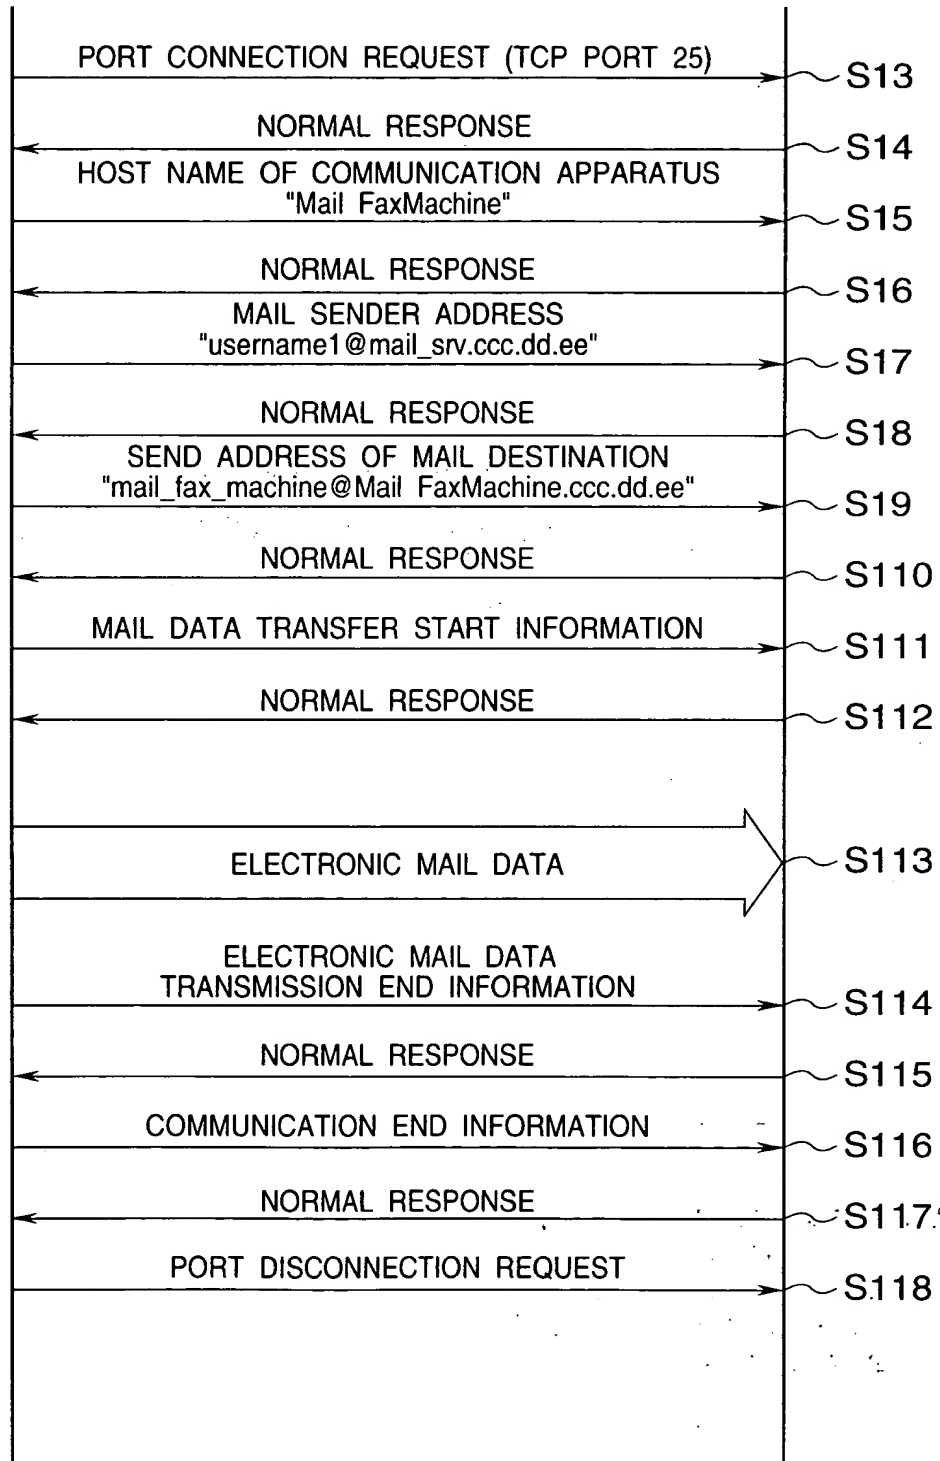 PORT CONNECTION REQUEST (TCP PORT 25)
S13
NORMAL RESPONSE
S14
HOST NAME OF COMMUNICATION APPARATUS
"Mail FaxMachine"
S15
NORMAL RESPONSE
S16
MAIL SENDER ADDRESS
"username1@mail_srv.ccc.dd.ee"
S17
NORMAL RESPONSE
S18
SEND ADDRESS OF MAIL DESTINATION
"mail_fax_machine@Mail FaxMachine.ccc.dd.ee"
S19
NORMAL RESPONSE
S110
MAIL DATA TRANSFER START INFORMATION
S111
NORMAL RESPONSE
S112
ELECTRONIC MAIL DATA
S113
ELECTRONIC MAIL DATA
TRANSMISSION END INFORMATION
S114
NORMAL RESPONSE
S115
COMMUNICATION END INFORMATION
S116
NORMAL RESPONSE
S117
PORT DISCONNECTION REQUEST
S118